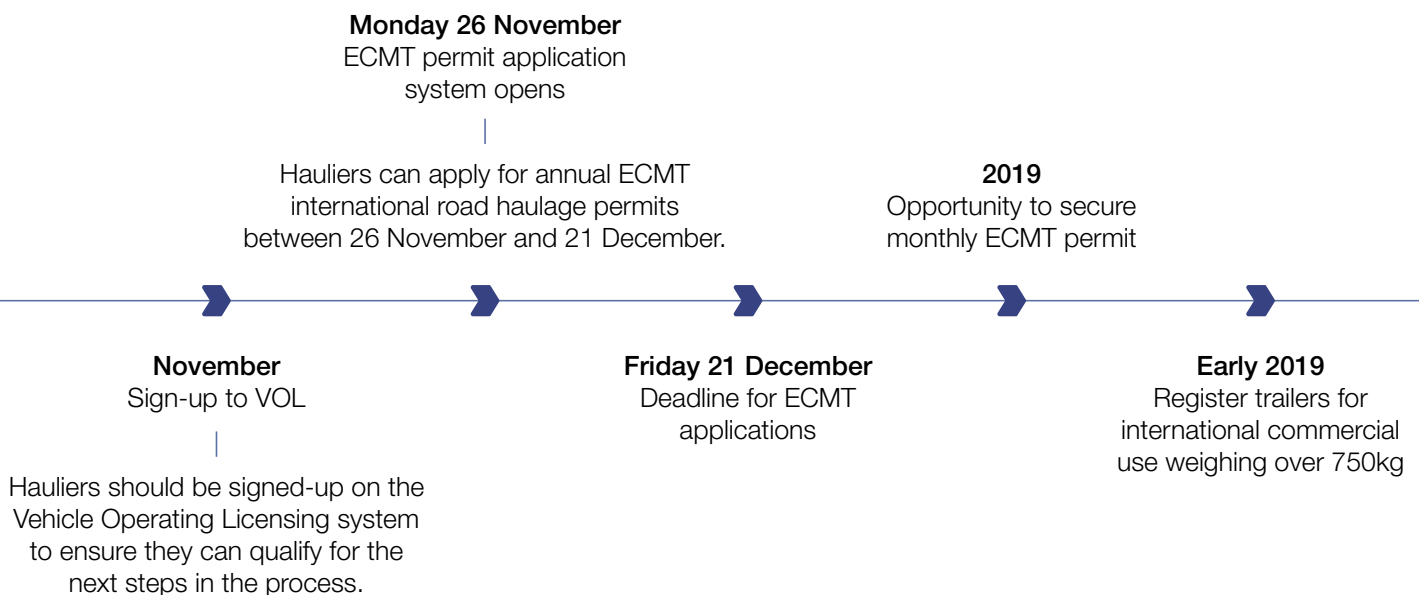 Monday 26 November
ECMT permit application
system opens
Hauliers can apply for annual ECMT
international road haulage permits
between 26 November and 21 December.
2019
Opportunity to secure
monthly ECMT permit
November
Sign-up to VOL
Hauliers should be signed-up on the
Vehicle Operating Licensing system
to ensure they can qualify for the
next steps in the process.
Friday 21 December
Deadline for ECMT
applications
Early 2019
Register trailers for
international commercial
use weighing over 750kg